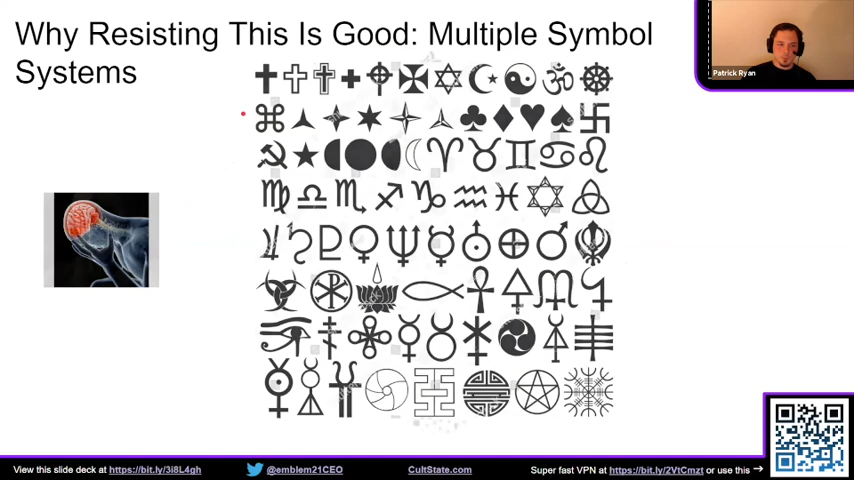 Why Resisting This Is Good: Multiple Symbol
Systems
Patrick Ryan
View this slide deck at https://bit.ly/3i8L4gh
@emblem21CEO
CultState.com
Super fast VPN at https://bit.ly/2VtCmzt or use this →